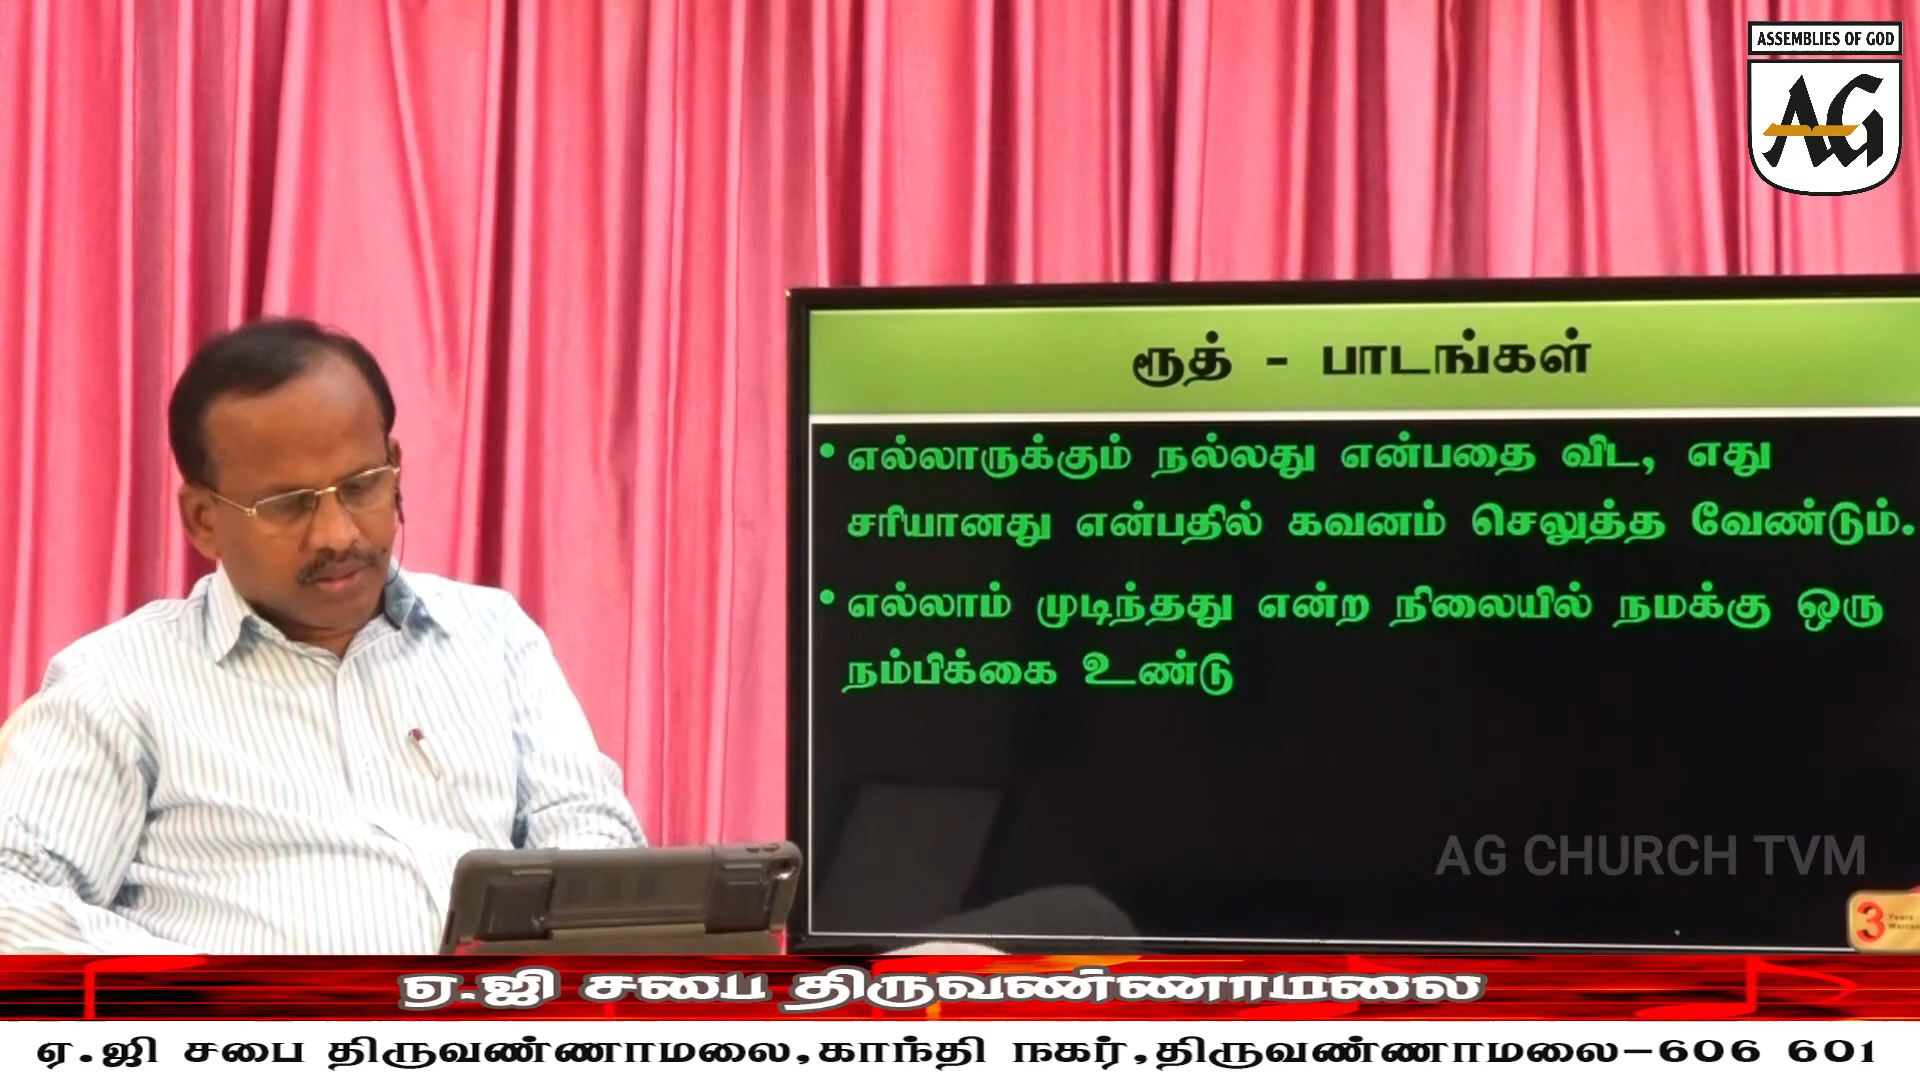 ASSEMBLIES OF GOD
AG
ரூத் - பாடங்கள்
• எல்லாருக்கும் நல்லது என்பதை விட, எது
சரியானது என்பதில் கவனம் செலுத்த வேண்டும்.
• எல்லாம் முடிந்தது என்ற நிலையில் நமக்கு ஒரு
நம்பிக்கை உண்டு
AG CHURCH TVM
3 Years
ஏ.ஜி சபை திருவண்ணாமலை
ஏ.ஜி சபை திருவண்ணாமலை,காந்தி நகர்,திருவண்ணாமலை-606 601